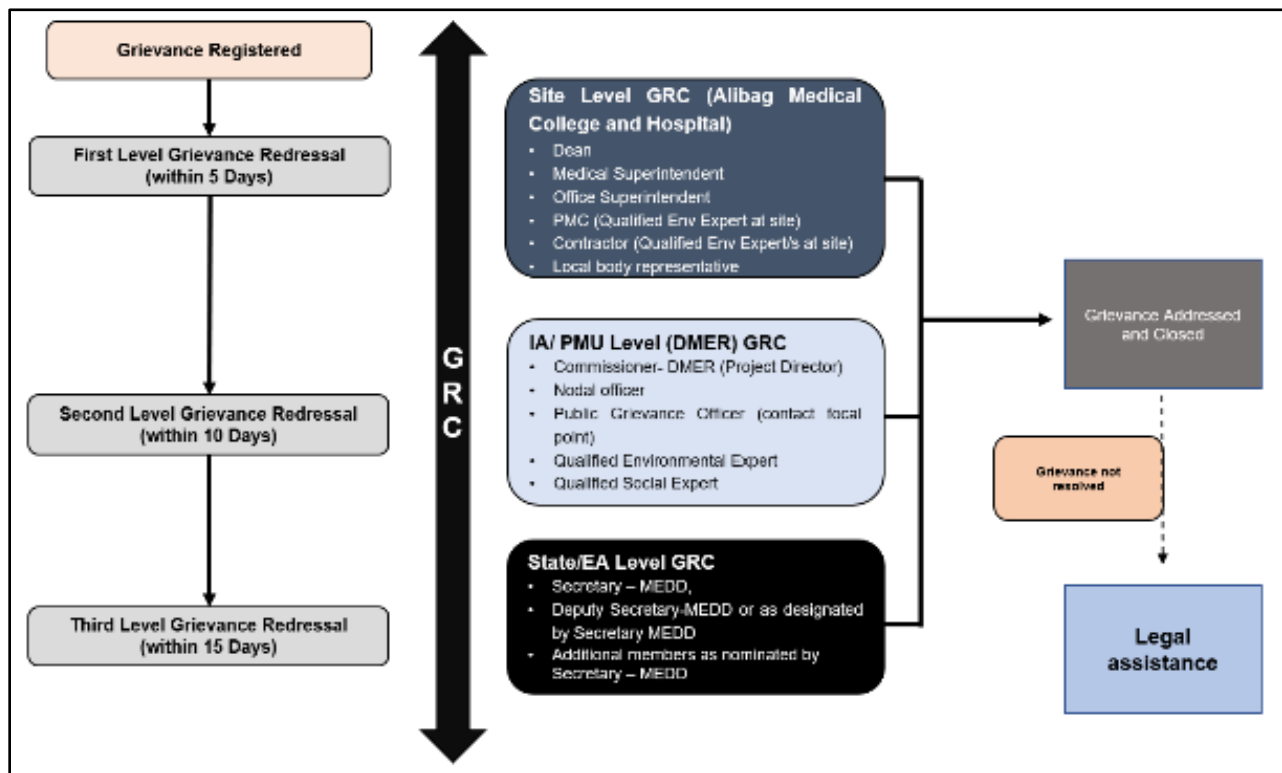 Grievance Registered
First Level Grievance Redressal
(within 5 Days)
Second Level Grievance Redressal
(within 10 Days)
Third Level Grievance Redressal
(within 15 Days)
G
R
C
Site Level GRC (Alibag Medical
College and Hospital)
• Dean
• Medical Superintendent
• Office Superintendent
• PMC (Qualified Env Expert at site)
• Contractor (Qualified Env Expert/s at site)
• Local body representative
IA/ PMU Level (DMER) GRC
• Commissioner- DMER (Project Director)
• Nodal officer
• Public Grievance Officer (contact focal
point)
• Qualified Environmental Expert
• Qualified Social Expert
State/EA Level GRC
• Secretary – MEDD,
• Deputy Secretary-MEDD or as designated
by Secretary MEDD
• Additional members as nominated by
Secretary – MEDD
Grievance Addressed
and Closed
Grievance not
resolved
Legal
assistance